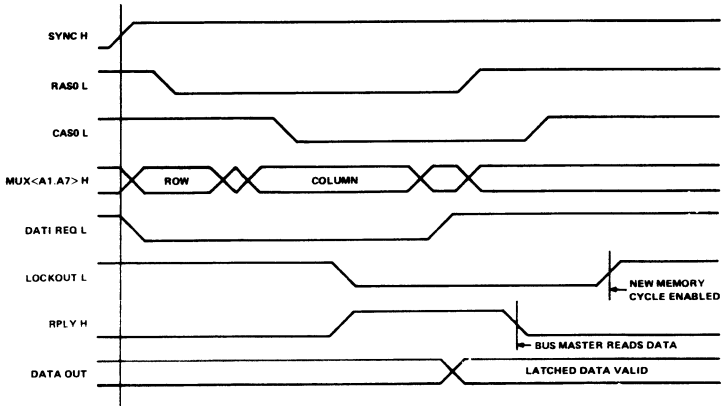 SYNC H
RAS0 L
CAS0 L
MUX<A1.A7> H
ROW
COLUMN
DATI REQ L
LOCKOUT L
NEW MEMORY
CYCLE ENABLED
RPLY H
BUS MASTER READS DATA
DATA OUT
LATCHED DATA VALID